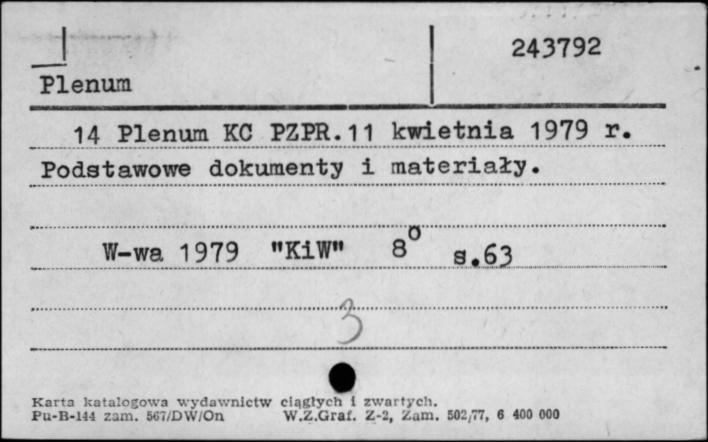 243792
Plenum
14 Plenum KC PZPR.11 kwietnia 1979 r.
Podstawowe dokumenty i materiały.
W-wa 1979 "KiW" 8° s.63
3
Karta katalogowa wydawnictw ciągłych i zwartych.
Pu-B-144 zam. 567/DW/On W.Z.Graf. Z-2, Zam. 502/77, 6 400 000